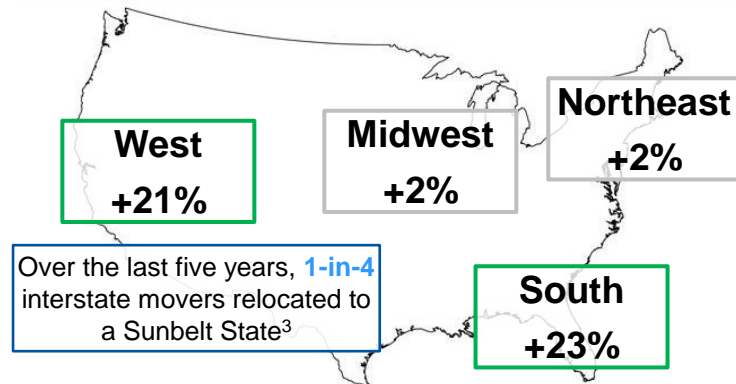 Northeast
+2%
Midwest
+2%
West
+21%
Over the last five years, 1-in-4
interstate movers relocated to
a Sunbelt State³
South
+23%